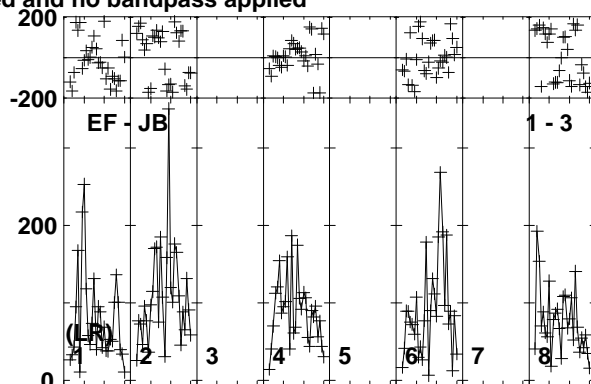 ed and no bandpass applied
200
-200
EF - JB 1 - 3
200
(LR)
1 2 3 4 5 6 7 8
0